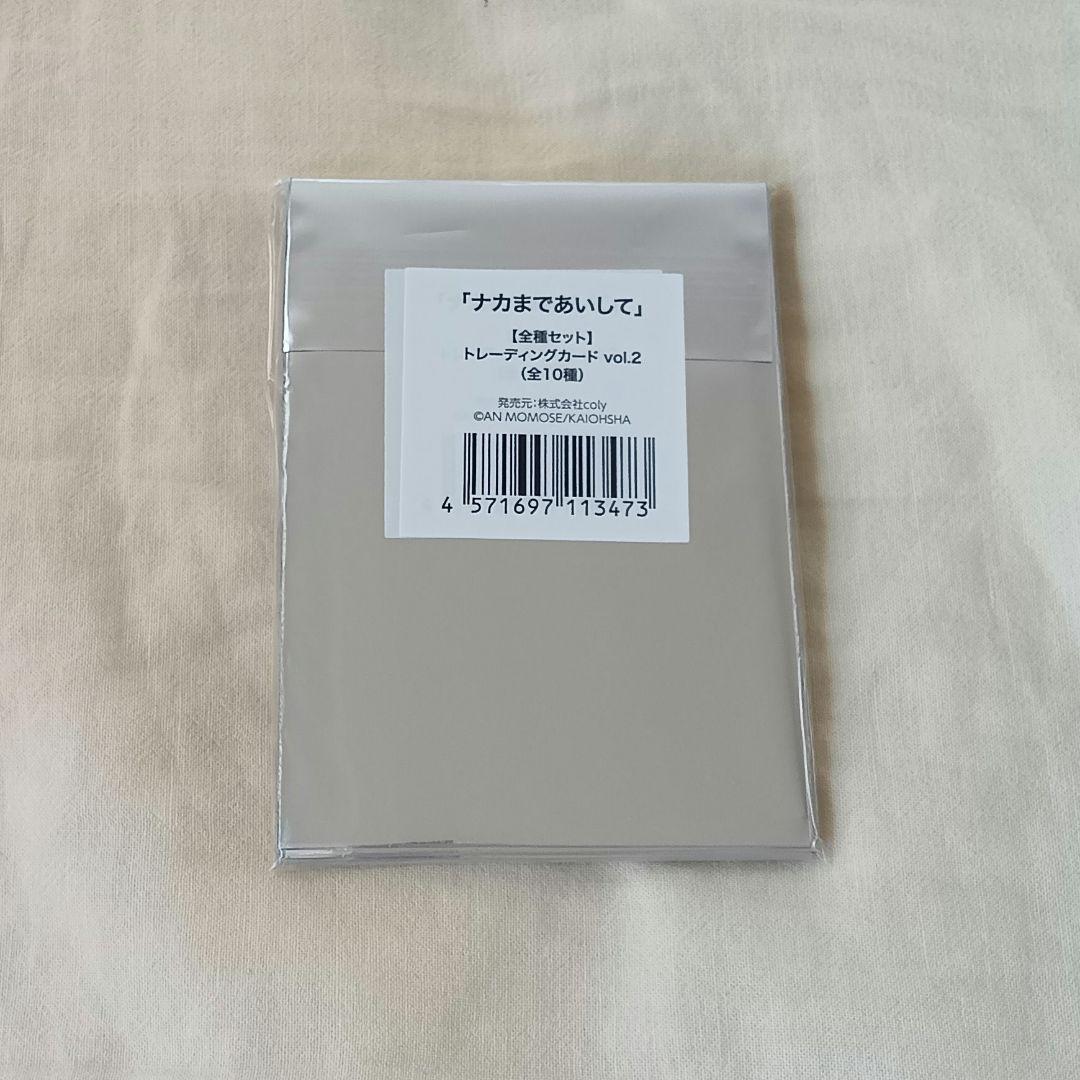 「ナカまであいして」
【全種セット】
トレーディングカード vol.2
(全10種)
発売元:株式会社coly
©AN MOMOSE/KAIOHSHA
4 571697 113473